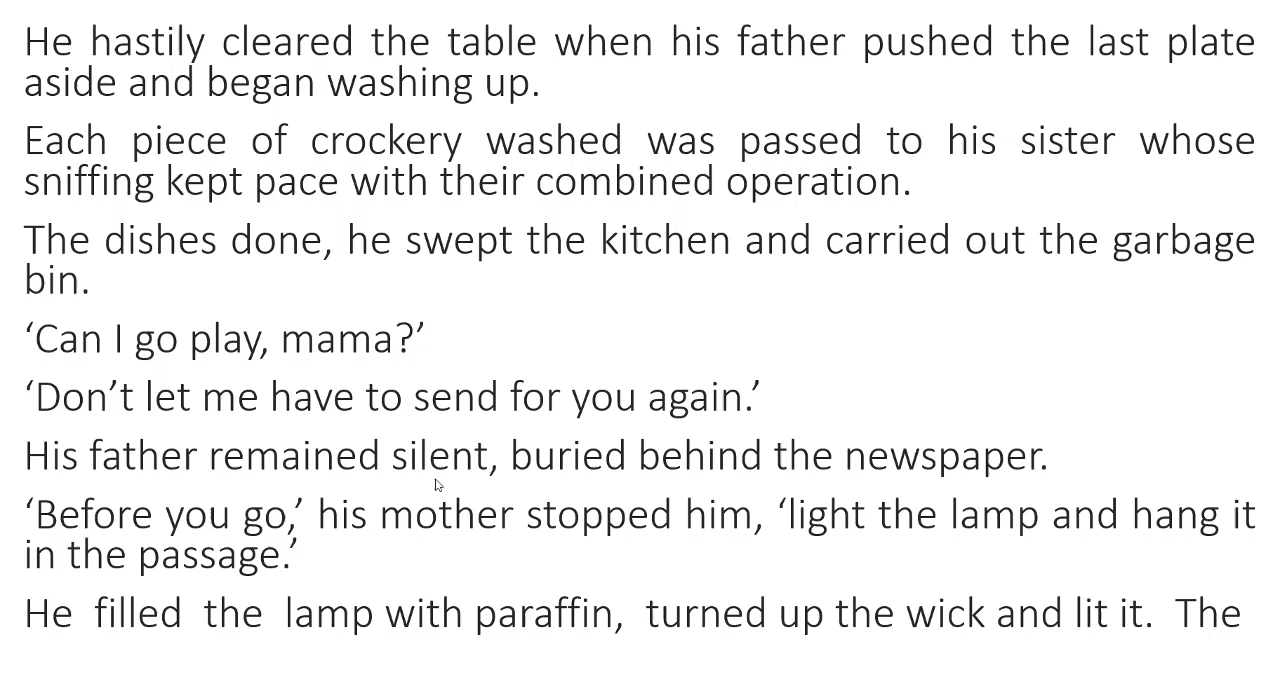 He hastily cleared the table when his father pushed the last plate
aside and began washing up.
Each piece of crockery washed was passed to his sister whose
sniffing kept pace with their combined operation.
The dishes done, he swept the kitchen and carried out the garbage
bin.
‘Can I go play, mama?’
‘Don’t let me have to send for you again.’
His father remained silent, buried behind the newspaper.
‘Before you go,’ his mother stopped him, ‘light the lamp and hang it
in the passage.’
He filled the lamp with paraffin, turned up the wick and lit it. The